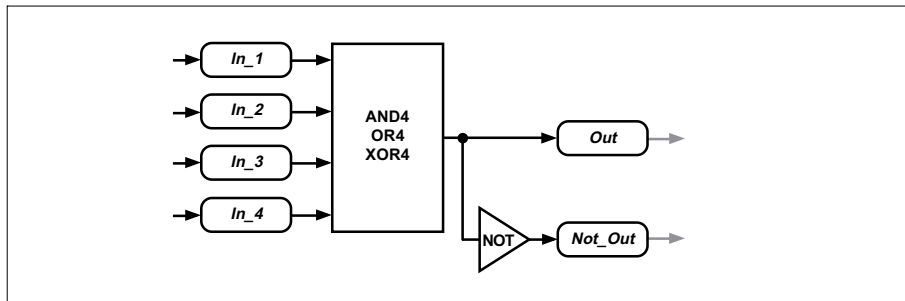 In_1
In_2
In_3
In_4
AND4
OR4
XOR4
Out
NOT
Not_Out